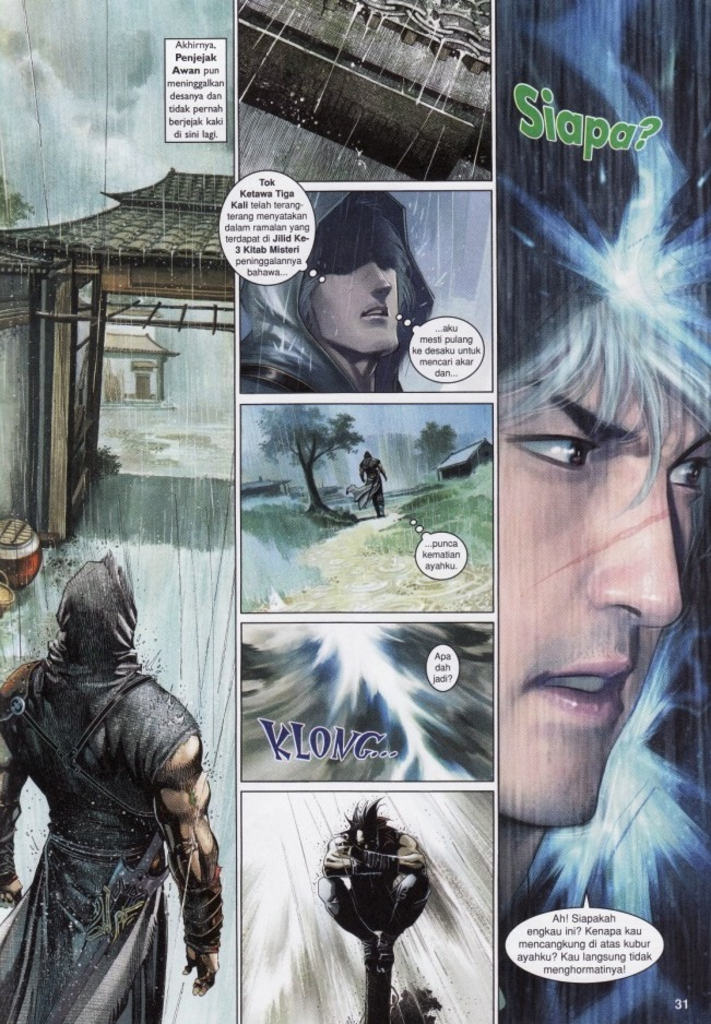 Akhirnya,
Penjejak
Awan pun
meninggalkan
desanya dan
tidak pernah
berjejak kaki
di sini lagi.
Tok
Ketawa Tiga
Kali telah terang-
terang menyatakan
dalam ramalan yang
terdapat di Jilid Ke-
3 Kitab Misteri
peninggalannya
bahawa...
...aku
mesti pulang
ke desaku untuk
mencari akar
dan...
...punca
kematian
ayahku.
Apa
dah
jadi?
KLONG...
Siapa?
Ah! Siapakah
engkau ini? Kenapa kau
mencangkung di atas kubur
ayahku? Kau langsung tidak
menghormatinya!
31